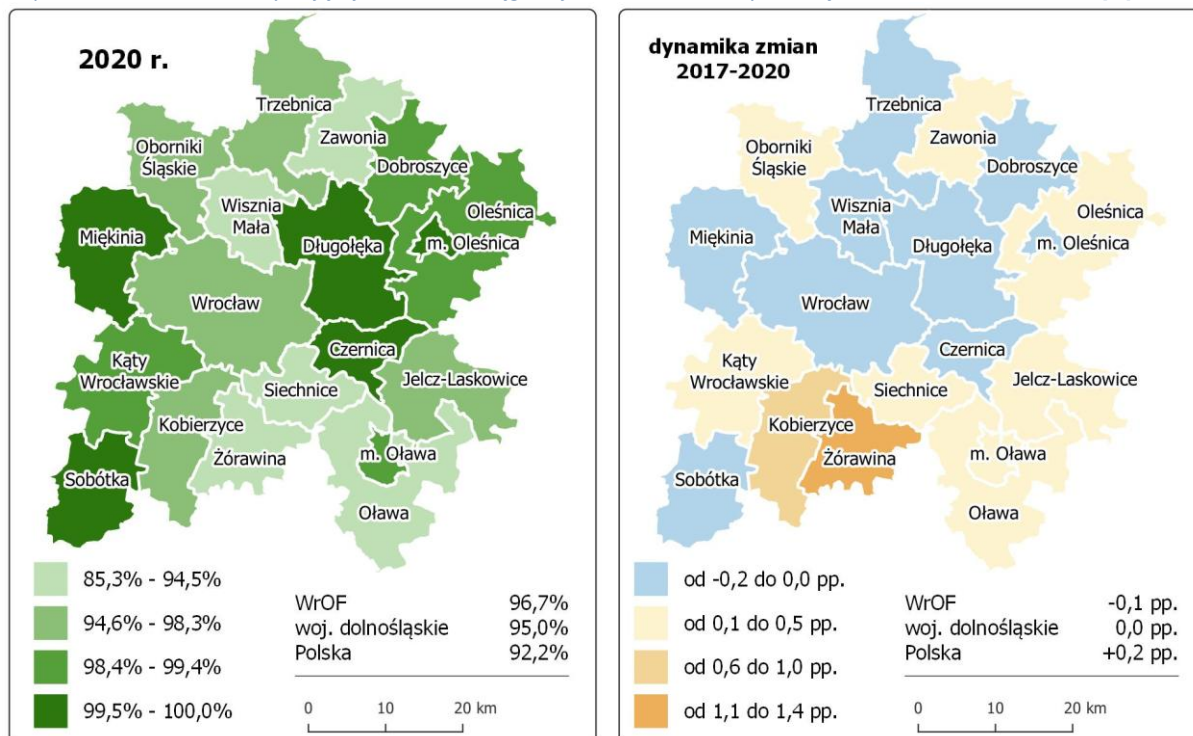 2020 r.
Trzebnica
Zawonia
Oborniki
Śląskie
Dobroszyce
Wisznia
Mała
Oleśnica
Miękinia
Długołęka
m. Oleśnica
Wrocław
Czernica
Kąty
Wrocławskie
Siechnice
Jelcz-Laskowice
Kobierzyce
Żórawina
m. Oława
Sobótka
Oława
85,3% - 94,5%
94,6% - 98,3%
98,4% - 99,4%
99,5% - 100,0%
WrOF 96,7%
woj. dolnośląskie 95,0%
Polska 92,2%
0 10 20 km
dynamika zmian
2017-2020
Trzebnica
Zawonia
Oborniki
Śląskie
Dobroszyce
Wisznia
Mała
Oleśnica
Miękinia
Długołęka
m. Oleśnica
Wrocław
Czernica
Kąty
Wrocławskie
Siechnice
Jelcz-Laskowice
Kobierzyce
Żórawina
m. Oława
Sobótka
Oława
od -0,2 do 0,0 pp.
od 0,1 do 0,5 pp.
od 0,6 do 1,0 pp.
od 1,1 do 1,4 pp.
WrOF -0,1 pp.
woj. dolnośląskie 0,0 pp.
Polska +0,2 pp.
0 10 20 km